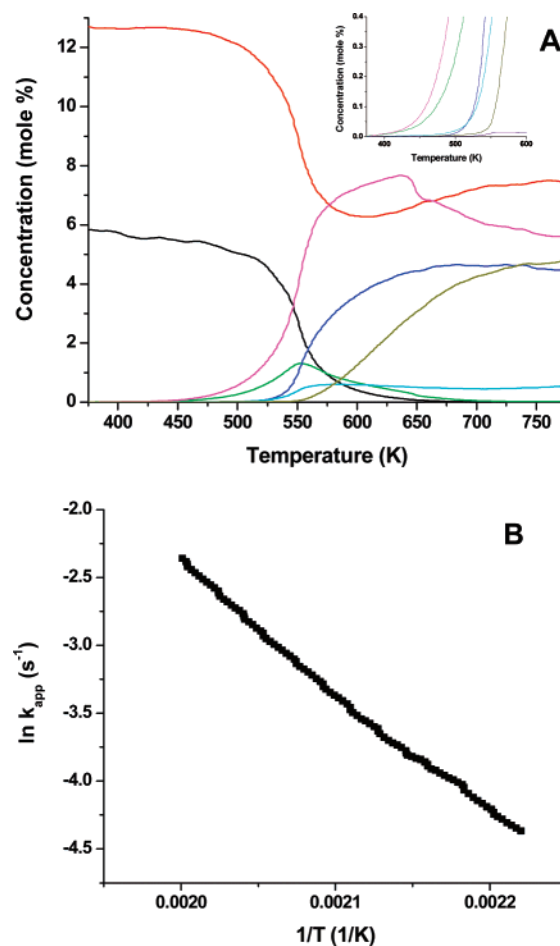 A
Concentration (mole %)
12
10
8
6
4
2
0
400 450 500 550 600 650 700 750
Temperature (K)
Concentration (mole %)
0.4
0.3
0.2
0.1
0.0
400 500 600
Temperature (K)
B
ln k_app (s⁻¹)
-2.0
-2.5
-3.0
-3.5
-4.0
-4.5
0.0020 0.0021 0.0022
1/T (1/K)